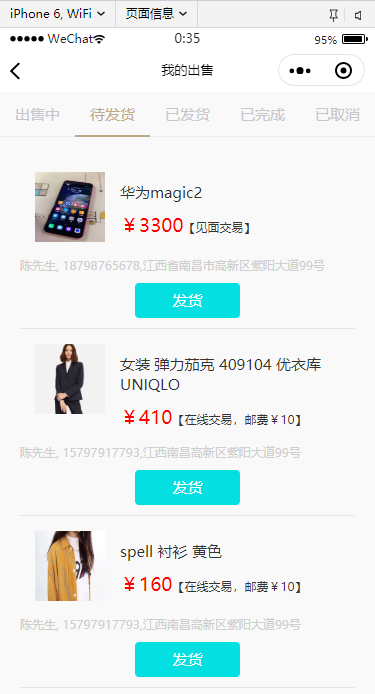 iPhone 6, WiFi 页面信息
WeChat 0:35 95%
我的出售
出售中 待发货 已发货 已完成 已取消
华为magic2
￥3300【见面交易】
陈先生, 18798765678,江西省南昌市高新区紫阳大道99号
发货
女装 弹力茄克 409104 优衣库
UNIQLO
￥410【在线交易，邮费￥10】
陈先生, 15797917793,江西南昌高新区紫阳大道99号
发货
spell 衬衫 黄色
￥160【在线交易，邮费￥10】
陈先生, 15797917793,江西南昌高新区紫阳大道99号
发货